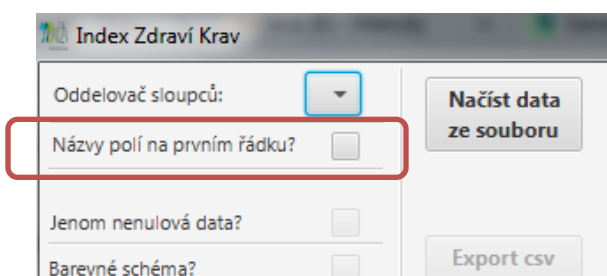 Index Zdraví Krav
Oddelovač sloupců:
Načíst data
ze souboru
Názvy polí na prvním řádku?
Jenom nenulová data?
Export csv
Barevné schéma?